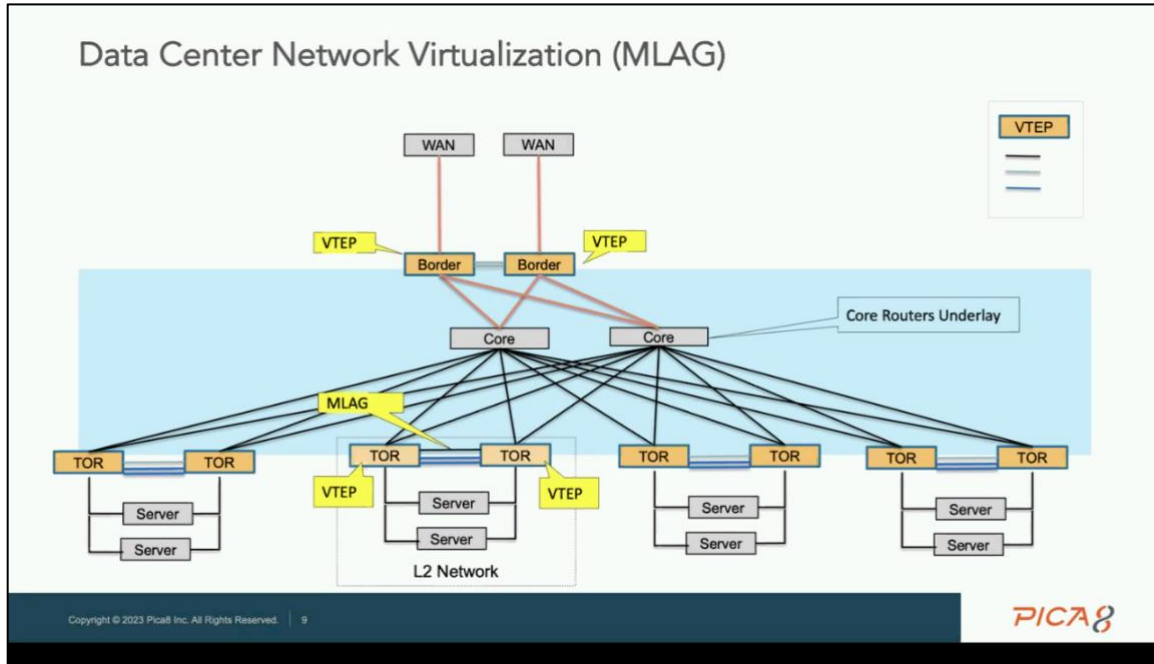 Data Center Network Virtualization (MLAG)
VTEP
WAN
WAN
VTEP
VTEP
Border
Border
Core Routers Underlay
Core
Core
MLAG
TOR
TOR
TOR
TOR
TOR
TOR
TOR
TOR
VTEP
VTEP
Server
Server
Server
Server
Server
Server
Server
Server
L2 Network
Copyright © 2023 Pica8 Inc. All Rights Reserved. | 9
PICA8